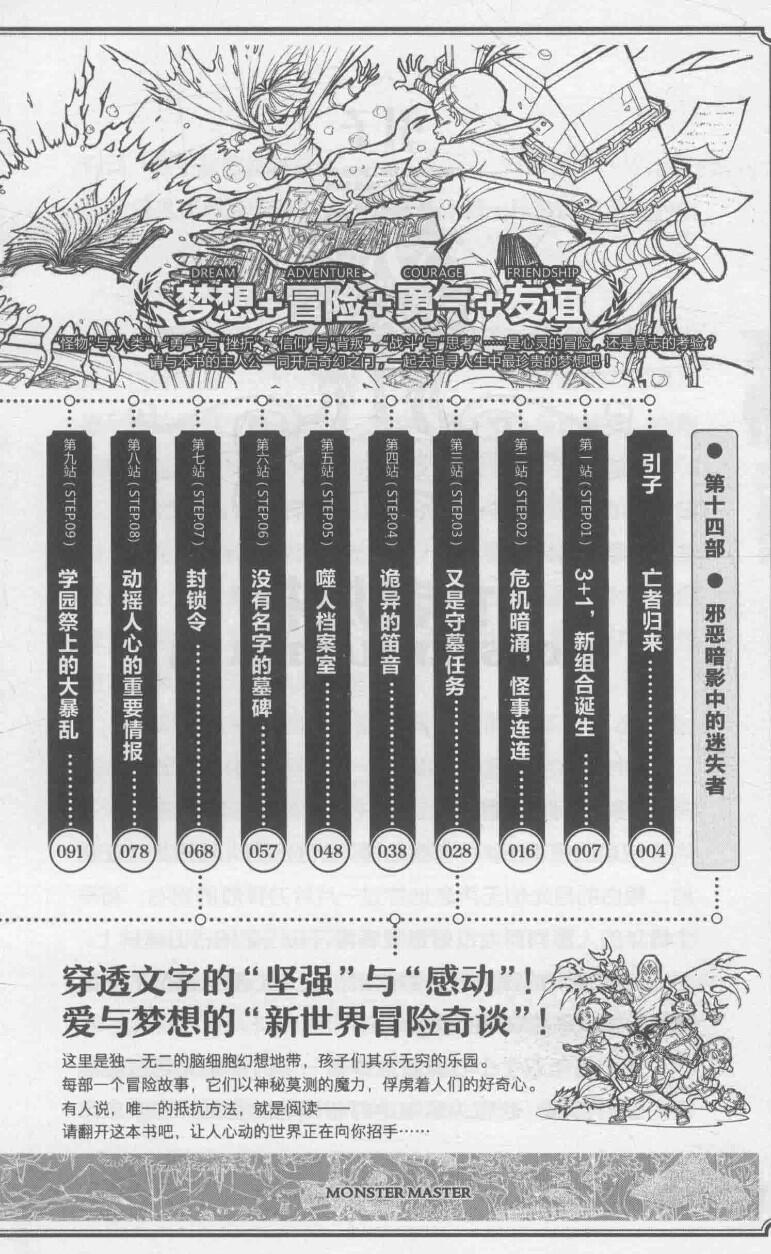 DREAM ADVENTURE COURAGE FRIENDSHIP
梦想+冒险+勇气+友谊
“怪物”与“人类”，“勇气”与“挫折”，“信仰”与“背叛”，“战斗”与“思考”……是心灵的冒险，还是意志的考验？
请与本书的主人公一同开启奇幻之门，一起去追寻人生中最珍贵的梦想吧！
● 第十四部 ● 邪恶暗影中的迷失者
引子 亡者归来 004
第一站（STEP.01） 3+1，新组合诞生 007
第二站（STEP.02） 危机暗涌，怪事连连 016
第三站（STEP.03） 又是守墓任务 028
第四站（STEP.04） 诡异的笛音 038
第五站（STEP.05） 噬人档案室 048
第六站（STEP.06） 没有名字的墓碑 057
第七站（STEP.07） 封锁令 068
第八站（STEP.08） 动摇人心的重要情报 078
第九站（STEP.09） 学园祭上的大暴乱 091
穿透文字的“坚强”与“感动”！
爱与梦想的“新世界冒险奇谈”！
这里是独一无二的脑细胞幻想地带，孩子们其乐无穷的乐园。
每部一个冒险故事，它们以神秘莫测的魔力，俘虏着人们的好奇心。
有人说，唯一的抵抗方法，就是阅读！
请翻开这本书吧，让人心动的世界正在向你招手……
MONSTER MASTER